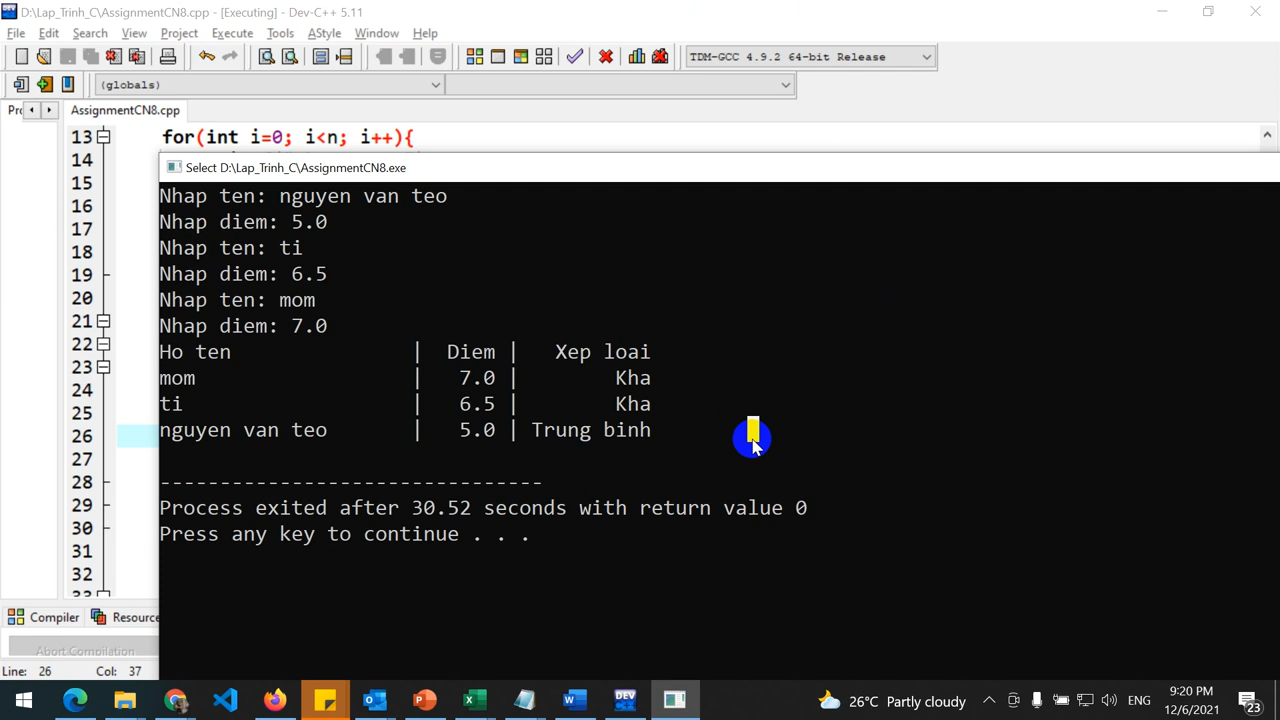 D:\Lap_Trinh_C\AssignmentCN8.cpp - [Executing] - Dev-C++ 5.11
File Edit Search View Project Execute Tools AStyle Window Help
TDM-GCC 4.9.2 64-bit Release
(globals)
AssignmentCN8.cpp
13 for(int i=0; i<n; i++){
14
Select D:\Lap_Trinh_C\AssignmentCN8.exe
15
16 Nhap ten: nguyen van teo
17 Nhap diem: 5.0
18 Nhap ten: ti
19 Nhap diem: 6.5
20 Nhap ten: mom
21 Nhap diem: 7.0
22 Ho ten | Diem | Xep loai
23 mom | 7.0 | Kha
24 ti | 6.5 | Kha
25
26 nguyen van teo | 5.0 | Trung binh
27
28 --------------------------------
29 Process exited after 30.52 seconds with return value 0
30 Press any key to continue . . .
31
32
33
Compiler Resource
Abort Compilation
Line: 26 Col: 37
26°C Partly cloudy
ENG
9:20 PM
12/6/2021
23